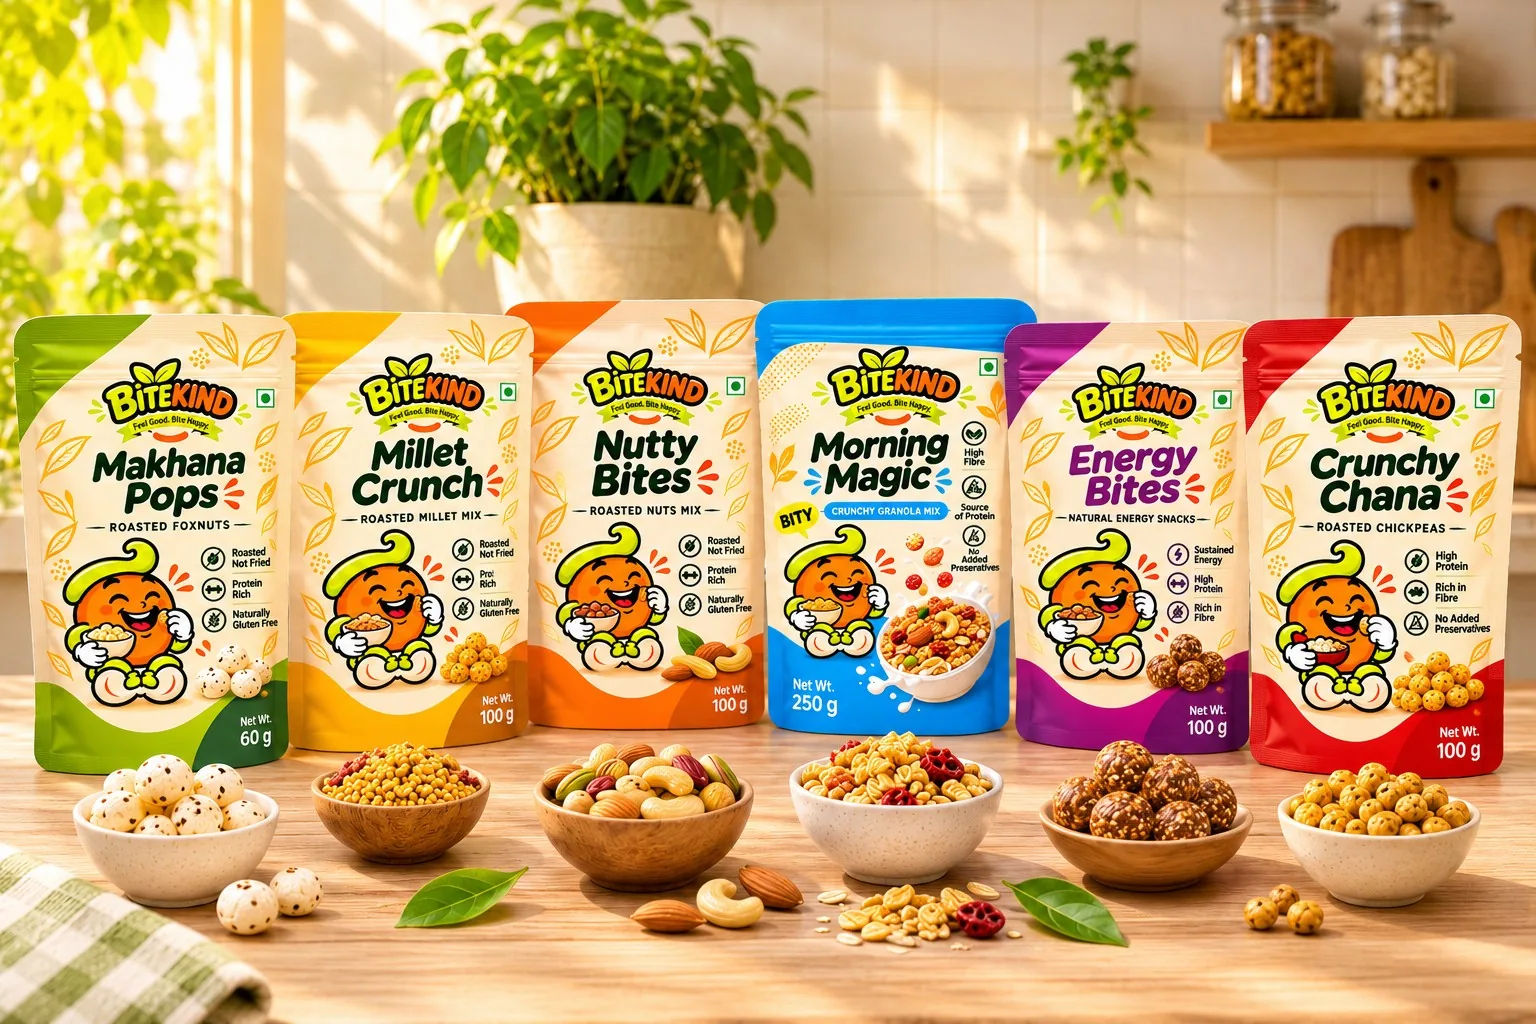 BITEKIND
Feel Good. Bite Happy.
Makhana
Pops
ROASTED FOXNUTS
Roasted
Not Fried
Protein
Rich
Naturally
Gluten Free
Net Wt.
60 g
BITEKIND
Feel Good. Bite Happy.
Millet
Crunch
ROASTED MILLET MIX
Roasted
Not Fried
Rich
Naturally
Gluten Free
Net Wt.
100 g
BITEKIND
Feel Good. Bite Happy.
Nutty
Bites
ROASTED NUTS MIX
Roasted
Not Fried
Protein
Rich
Naturally
Gluten Free
Net Wt.
100 g
BITEKIND
Feel Good. Bite Happy.
Morning
Magic
BITY
CRUNCHY GRANOLA MIX
High
Fibre
Source
of Protein
No
Added
Preservatives
Net Wt.
250 g
BITEKIND
Feel Good. Bite Happy.
Energy
Bites
NATURAL ENERGY SNACKS
Sustained
Energy
High
Protein
Rich in
Fibre
Net Wt.
100 g
BITEKIND
Feel Good. Bite Happy.
Crunchy
Chana
ROASTED CHICKPEAS
High
Protein
Rich in
Fibre
No Added
Preservatives
Net Wt.
100 g